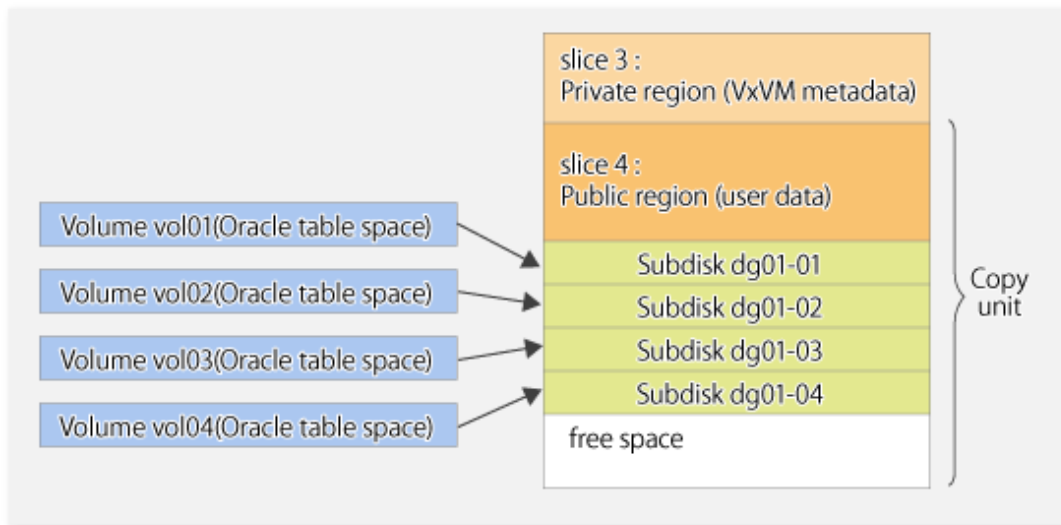 slice 3 :
Private region (VxVM metadata)
slice 4 :
Public region (user data)
Volume vol01(Oracle table space)
Volume vol02(Oracle table space)
Volume vol03(Oracle table space)
Volume vol04(Oracle table space)
Subdisk dg01-01
Subdisk dg01-02
Subdisk dg01-03
Subdisk dg01-04
free space
Copy
unit